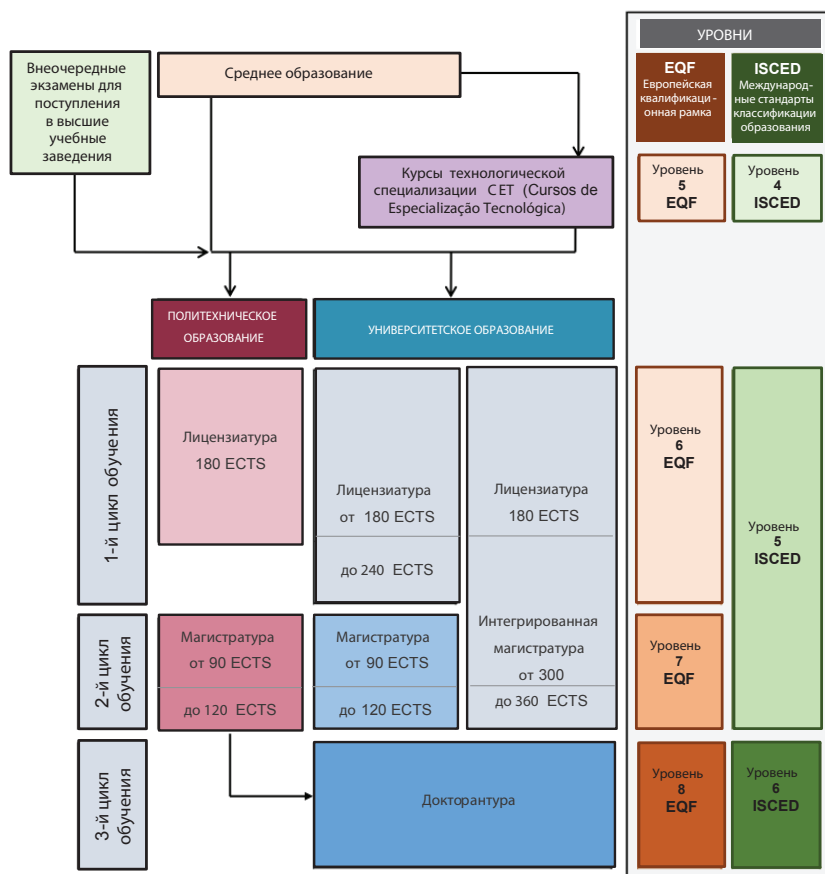 Внеочередные
экзамены для
поступления
в высшие
учебные
заведения
Среднее образование
Курсы технологической
специализации CET (Cursos de
Especialização Tecnológica)
УРОВНИ
EQF
Европейская
квалификаци-
онная рамка
ISCED
Международ-
ные стандарты
классификации
образования
Уровень
5
EQF
Уровень
4
ISCED
ПОЛИТЕХНИЧЕСКОЕ
ОБРАЗОВАНИЕ
УНИВЕРСИТЕТСКОЕ ОБРАЗОВАНИЕ
1-й цикл обучения
Лицензиатура
180 ECTS
Лицензиатура
от 180 ECTS
до 240 ECTS
Лицензиатура
180 ECTS
Уровень
6
EQF
Уровень
5
ISCED
2-й цикл
обучения
Магистратура
от 90 ECTS
до 120 ECTS
Магистратура
от 90 ECTS
до 120 ECTS
Интегрированная
магистратура
от 300
до 360 ECTS
Уровень
7
EQF
3-й цикл
обучения
Докторантура
Уровень
8
EQF
Уровень
6
ISCED